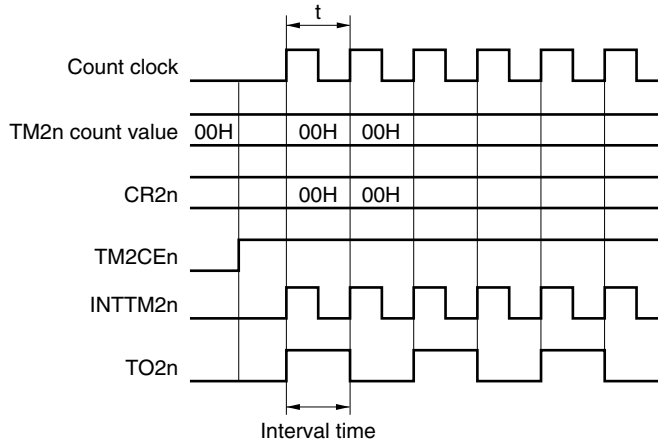 t
Count clock
TM2n count value 00H 00H 00H
CR2n 00H 00H
TM2CEn
INTTM2n
TO2n
Interval time